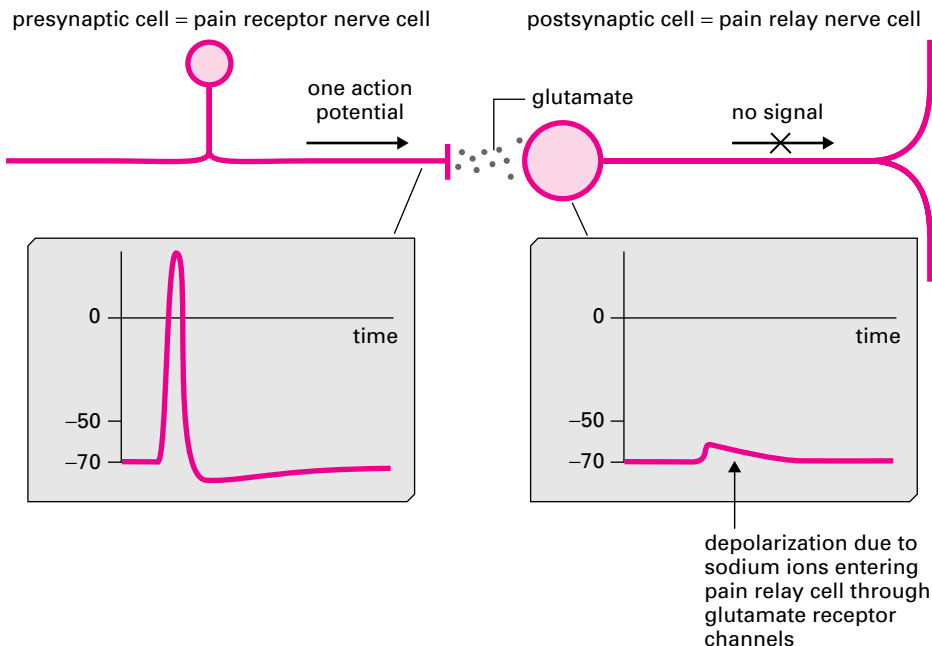 presynaptic cell = pain receptor nerve cell
postsynaptic cell = pain relay nerve cell
one action
potential
glutamate
no signal
0
time
−50
−70
0
time
−50
−70
depolarization due to
sodium ions entering
pain relay cell through
glutamate receptor
channels